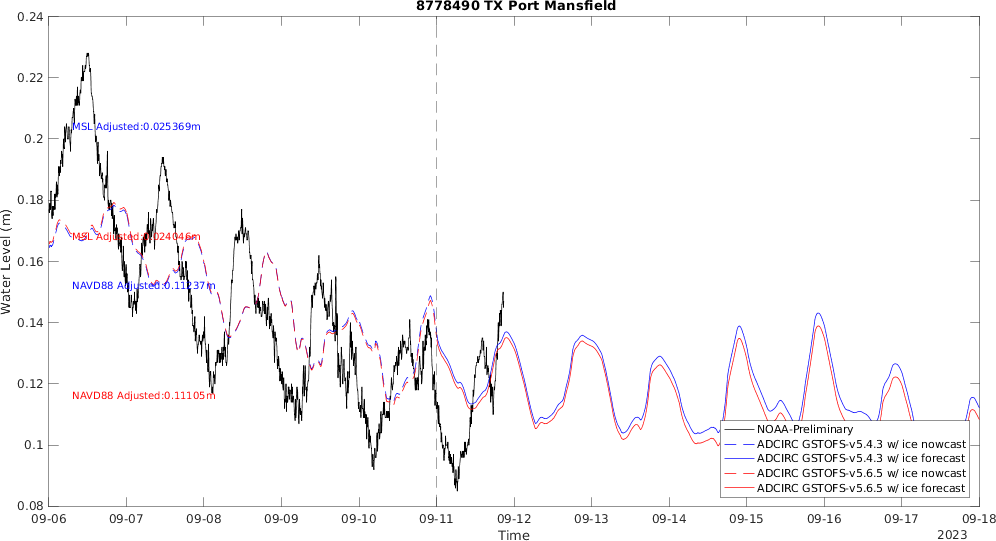 8778490 TX Port Mansfield
Water Level (m)
0.24
0.22
0.2
0.18
0.16
0.14
0.12
0.1
0.08
MSL Adjusted:0.025369m
MSL Adjusted:0.024046m
NAVD88 Adjusted:0.11237m
NAVD88 Adjusted:0.11105m
NOAA-Preliminary
ADCIRC GSTOFS-v5.4.3 w/ ice nowcast
ADCIRC GSTOFS-v5.4.3 w/ ice forecast
ADCIRC GSTOFS-v5.6.5 w/ ice nowcast
ADCIRC GSTOFS-v5.6.5 w/ ice forecast
09-06 09-07 09-08 09-09 09-10 09-11 09-12 09-13 09-14 09-15 09-16 09-17 09-18
Time
2023